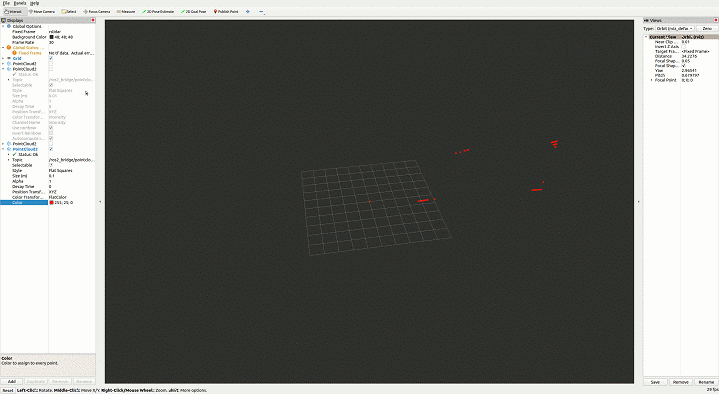 File Panels Help
Interact Move Camera Select Focus Camera Measure 2D Pose Estimate 2D Goal Pose Publish Point
Displays
Global Options
Fixed Frame rslidar
Background Color 48; 48; 48
Frame Rate 30
Global Status...
Fixed Frame No tf data. Actual err...
Grid
PointCloud2
PointCloud2
Status: Ok
Topic /ros2_bridge/pointclo...
Selectable
Style Flat Squares
Size (m) 0.05
Alpha 1
Decay Time 0
Position Transf... XYZ
Color Transfor... Intensity
Channel Name intensity
Use rainbow
Invert Rainbow
Autocompute I...
PointCloud2
PointCloud2
Status: Ok
Topic /ros2_bridge/pointclo...
Selectable
Style Flat Squares
Size (m) 0.1
Alpha 1
Decay Time 0
Position Transf... XYZ
Color Transfor... FlatColor
Color 255; 25; 0
Color
Color to assign to every point.
Add Duplicate Remove Rename
Reset Left-Click: Rotate. Middle-Click: Move X/Y. Right-Click/Mouse Wheel: Zoom. Shift: More options.
Views
Type: Orbit (rviz_defau Zero
Current View Orbit (rviz)
Near Clip ... 0.01
Invert Z Axis
Target Fra... <Fixed Frame>
Distance 34.2276
Focal Shap... 0.05
Focal Shap...
Yaw
Pitch
Focal Point 0; 0; 0
Save Remove Rename
29 fps